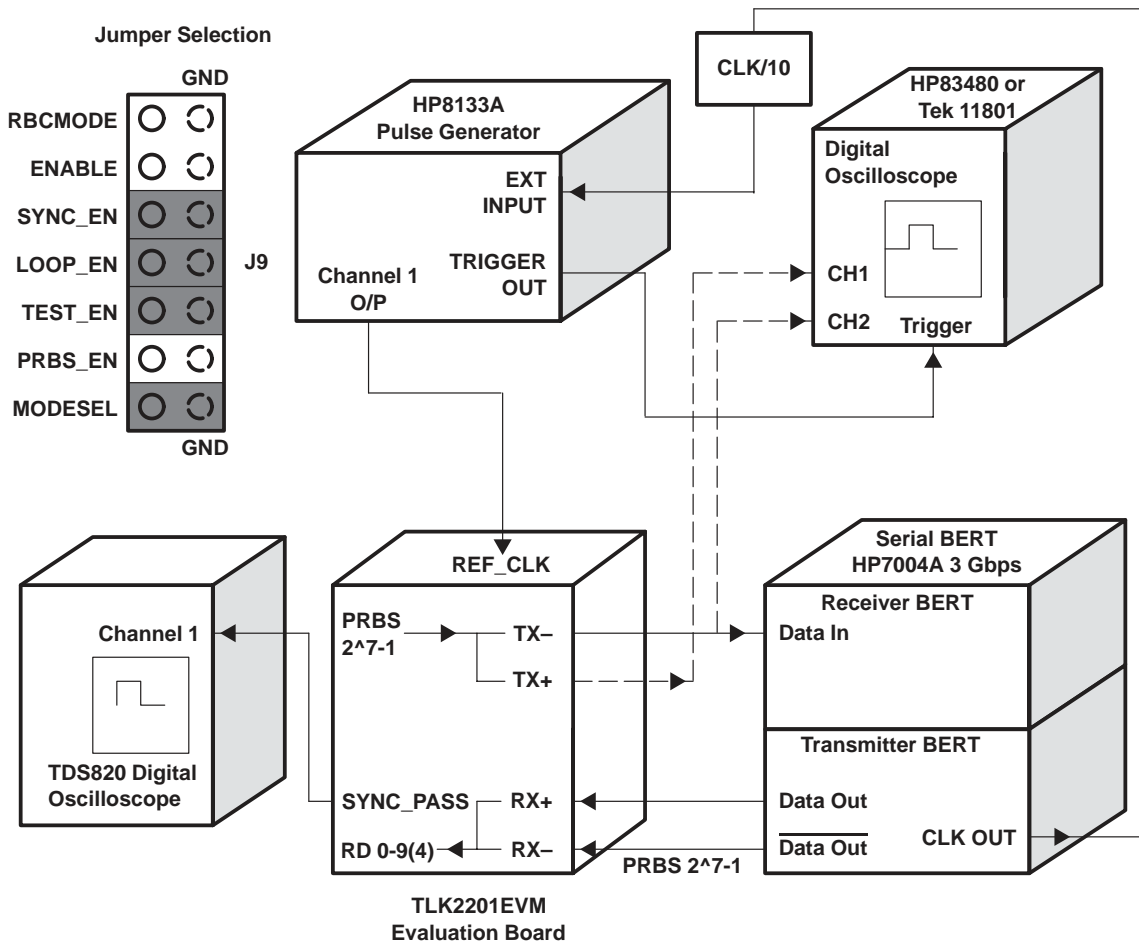 Jumper Selection
GND
RBCMODE
ENABLE
SYNC_EN
LOOP_EN
TEST_EN
PRBS_EN
MODESEL
GND
J9
HP8133A
Pulse Generator
EXT
INPUT
TRIGGER
OUT
Channel 1
O/P
CLK/10
HP83480 or
Tek 11801
Digital
Oscilloscope
CH1
CH2
Trigger
Channel 1
TDS820 Digital
Oscilloscope
REF_CLK
PRBS
2^7-1
TX–
TX+
SYNC_PASS
RX+
RD 0-9(4)
RX–
TLK2201EVM
Evaluation Board
Serial BERT
HP7004A 3 Gbps
Receiver BERT
Data In
Transmitter BERT
Data Out
Data Out
CLK OUT
PRBS 2^7-1